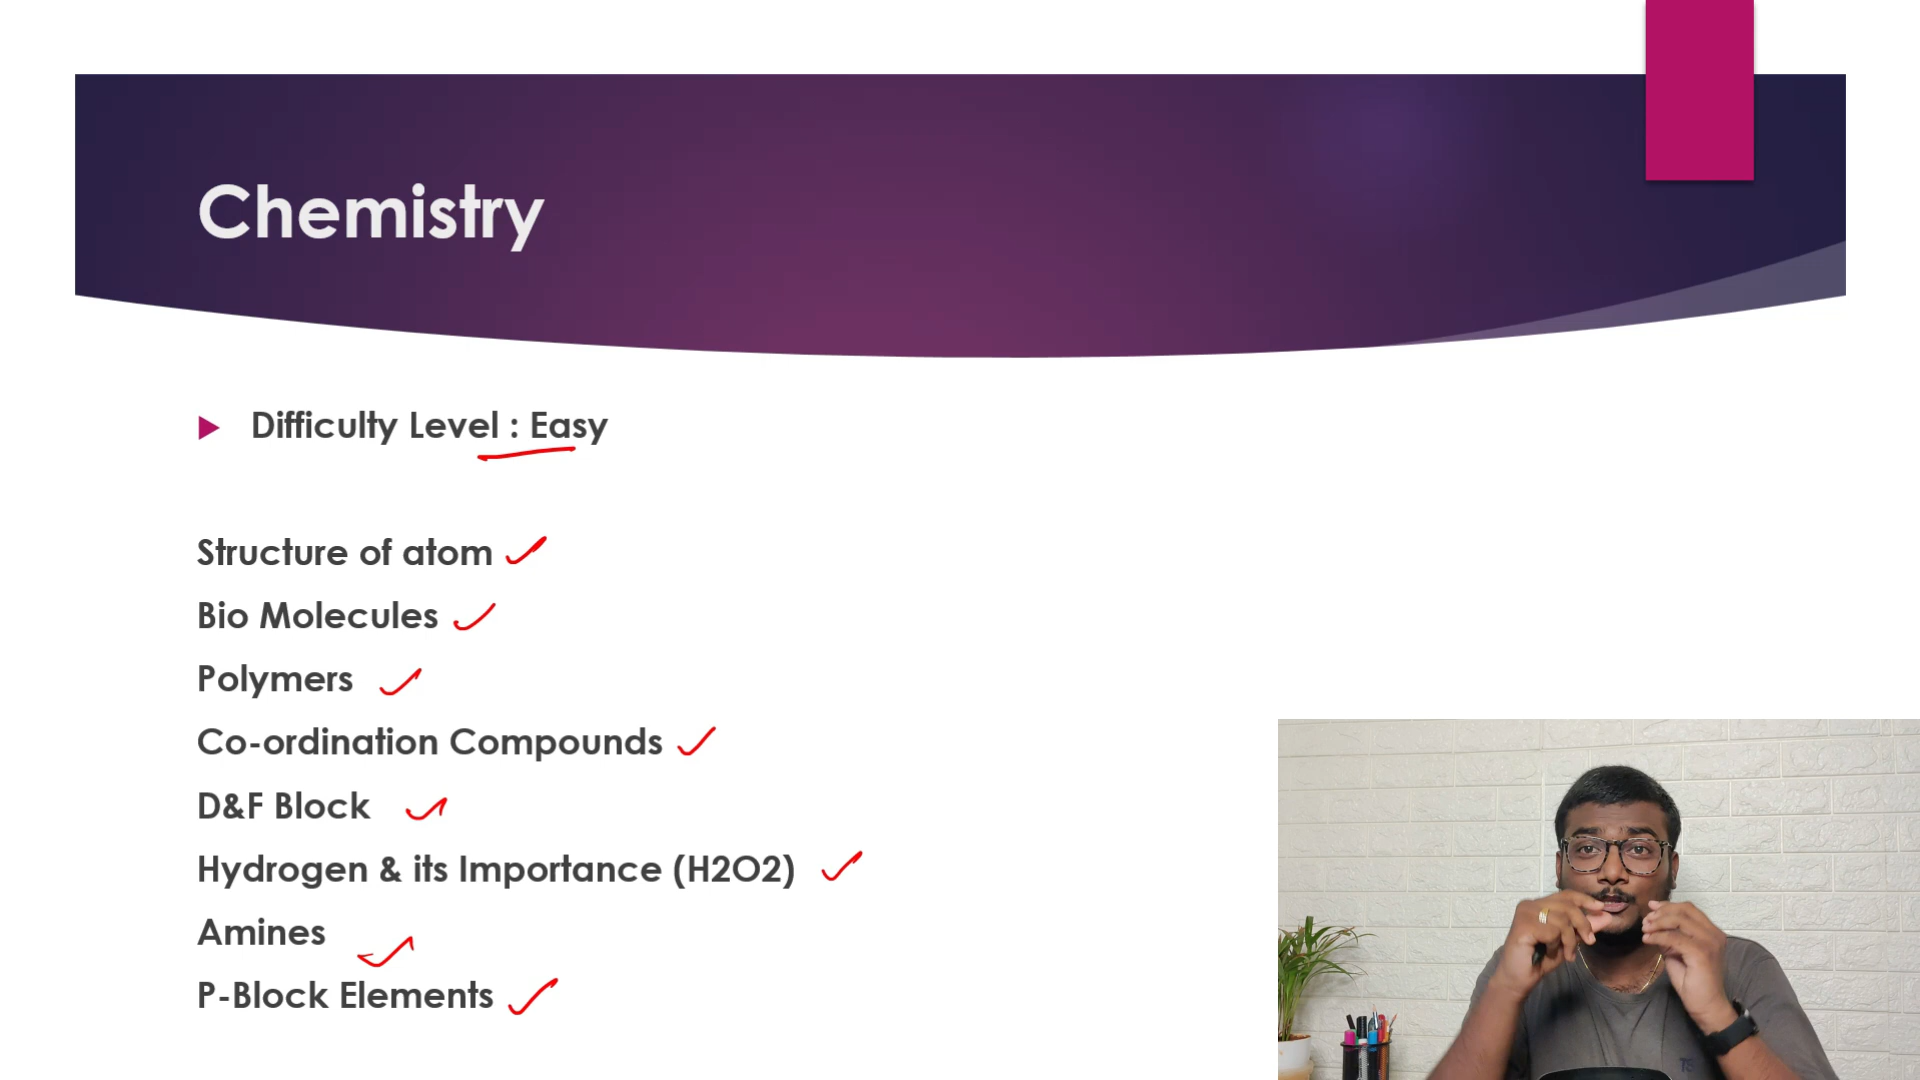 Chemistry
Difficulty Level : Easy
Structure of atom
Bio Molecules
Polymers
Co-ordination Compounds
D&F Block
Hydrogen & its Importance (H2O2)
Amines
P-Block Elements